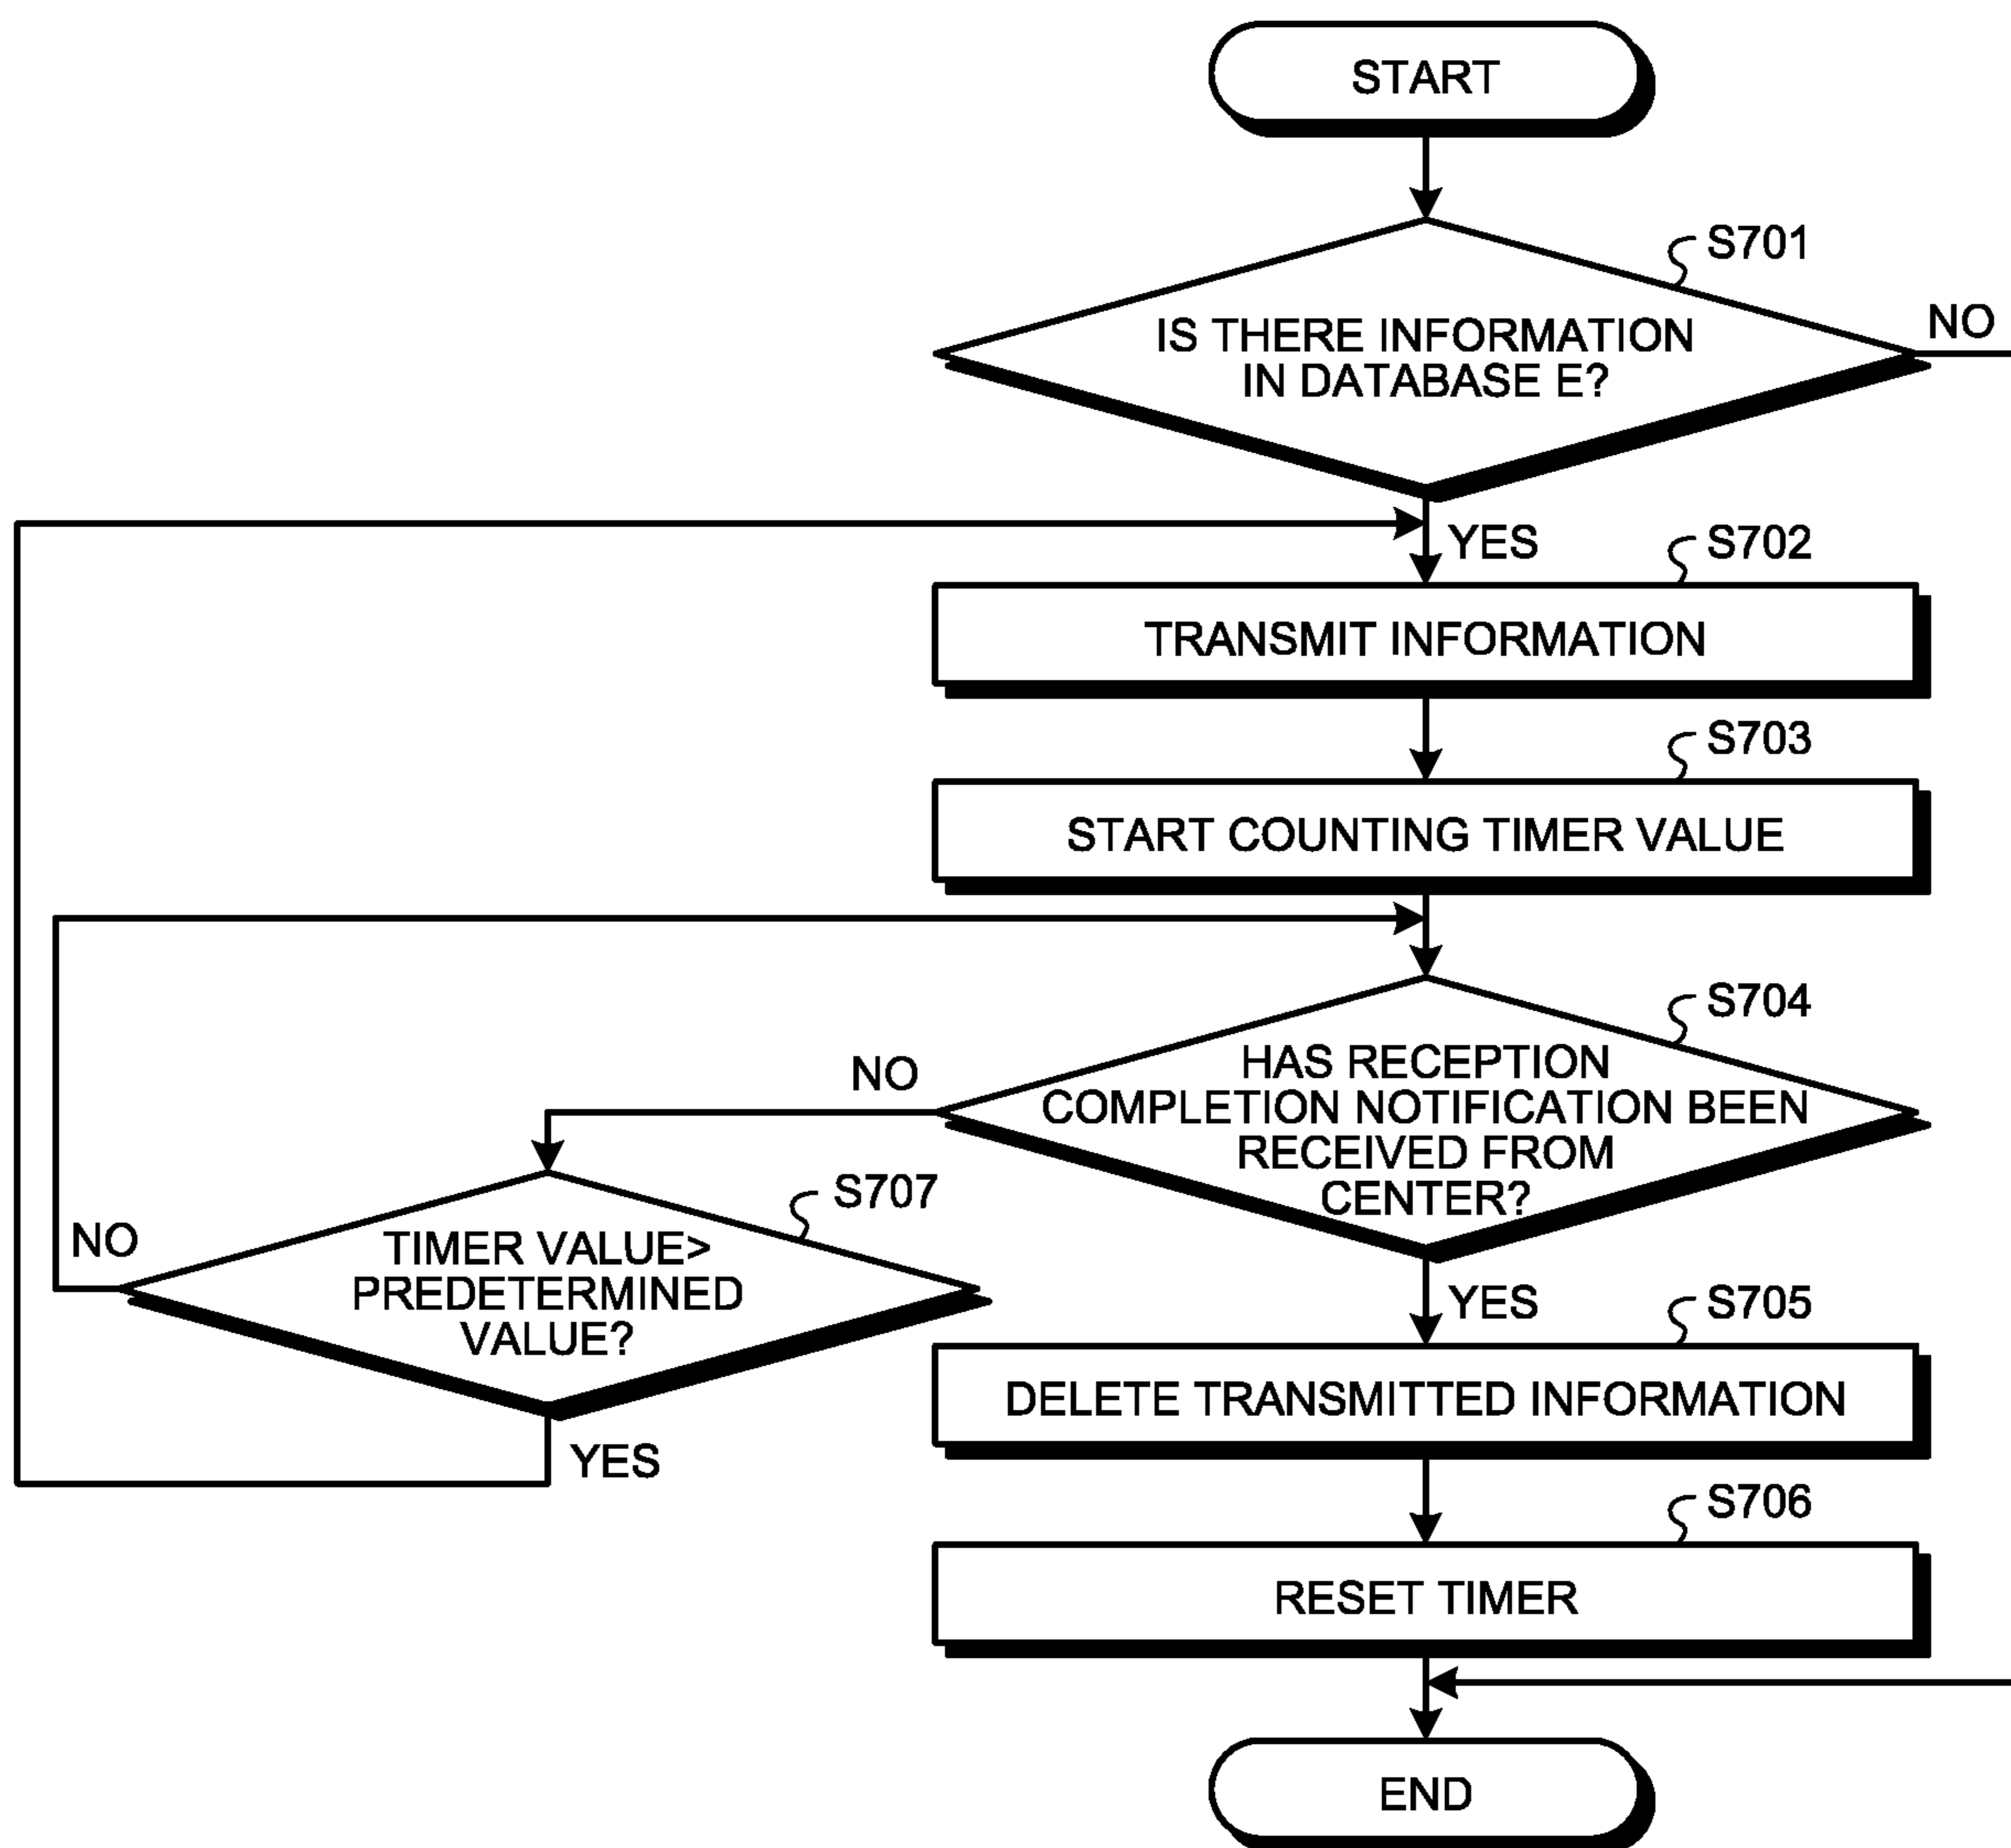 START
S701
IS THERE INFORMATION
IN DATABASE E?
NO
YES
S702
TRANSMIT INFORMATION
S703
START COUNTING TIMER VALUE
S704
HAS RECEPTION
COMPLETION NOTIFICATION BEEN
RECEIVED FROM
CENTER?
NO
S707
TIMER VALUE>
PREDETERMINED
VALUE?
NO
YES
YES
S705
DELETE TRANSMITTED INFORMATION
S706
RESET TIMER
END